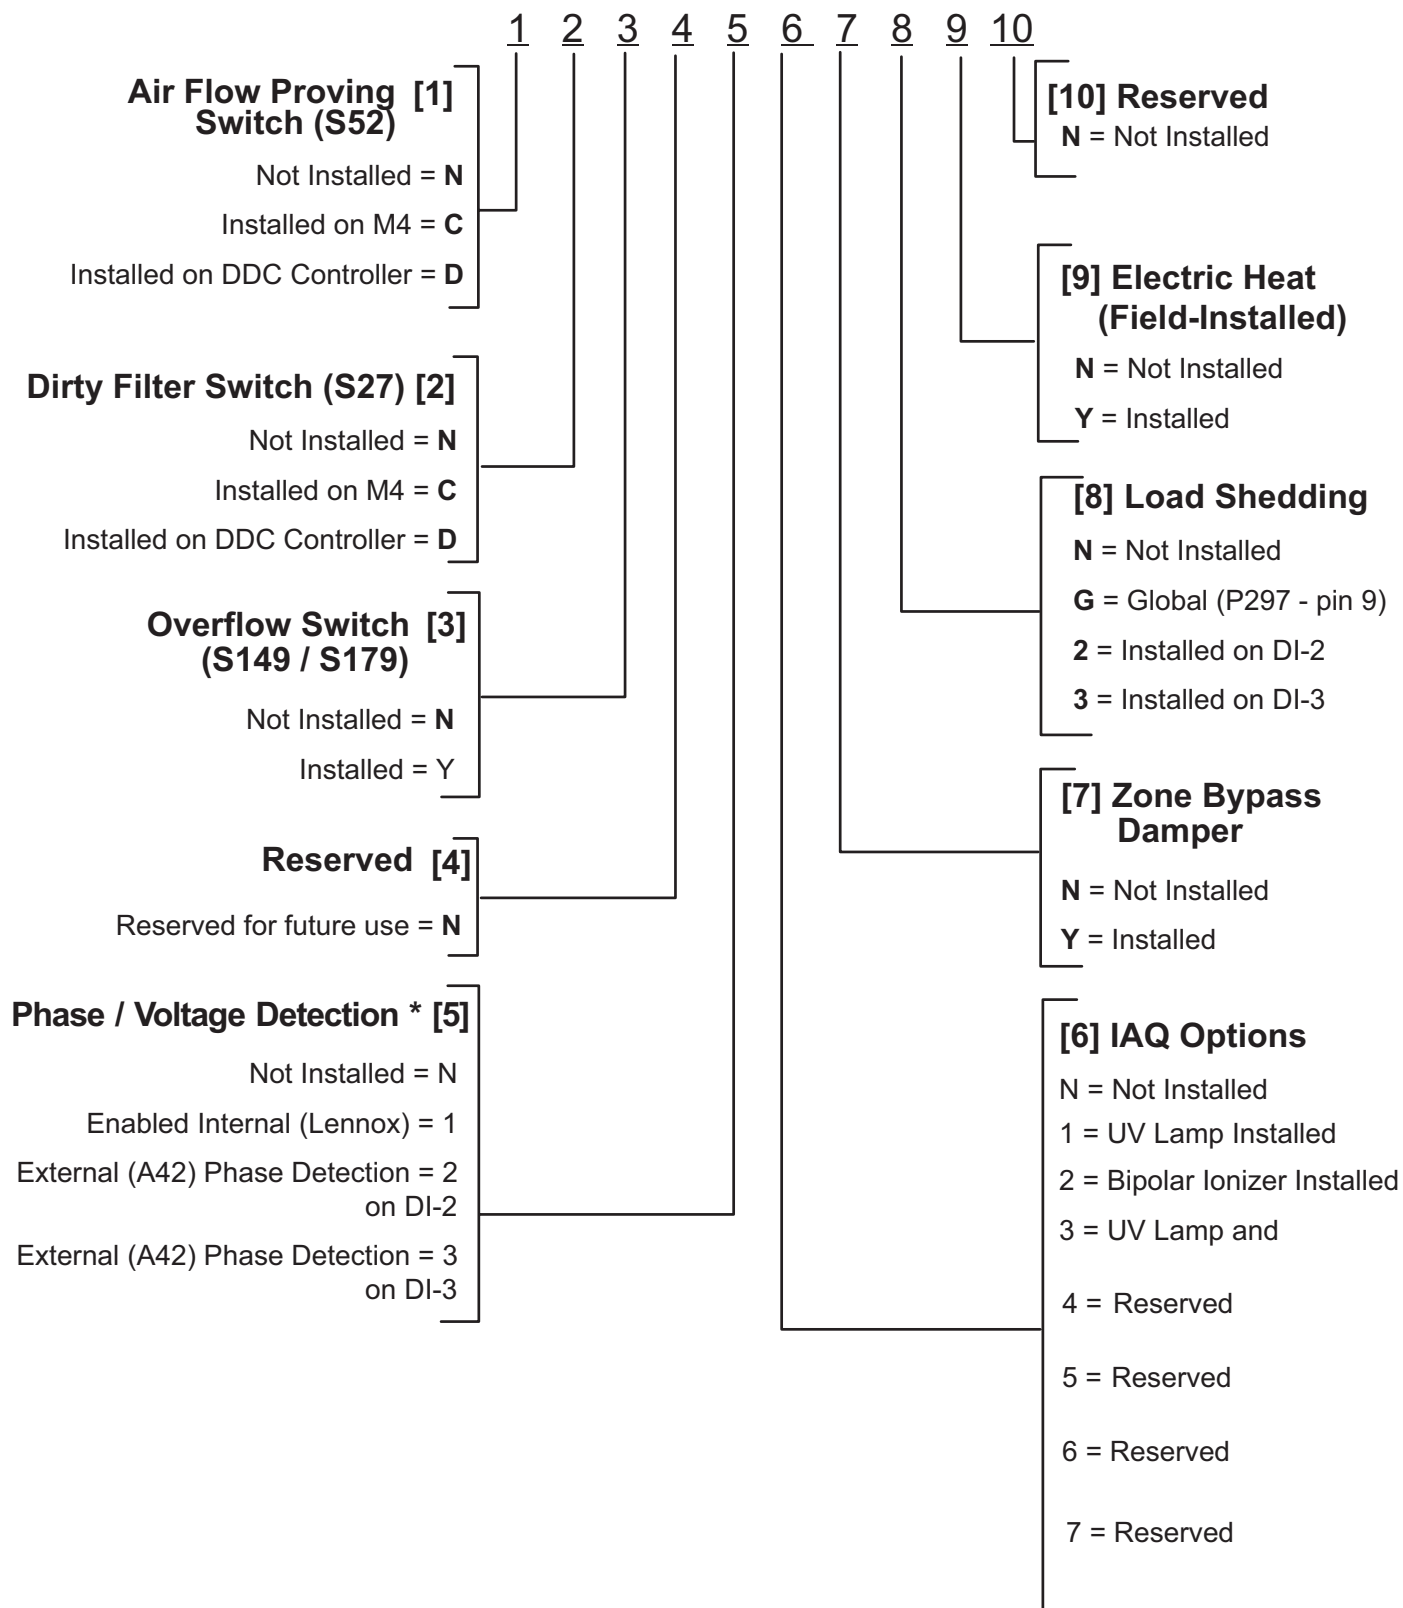 1 2 3 4 5 6 7 8 9 10
Air Flow Proving [1]
Switch (S52)
Not Installed = N
Installed on M4 = C
Installed on DDC Controller = D
Dirty Filter Switch (S27) [2]
Not Installed = N
Installed on M4 = C
Installed on DDC Controller = D
Overflow Switch [3]
(S149 / S179)
Not Installed = N
Installed = Y
Reserved [4]
Reserved for future use = N
Phase / Voltage Detection * [5]
Not Installed = N
Enabled Internal (Lennox) = 1
External (A42) Phase Detection = 2
on DI-2
External (A42) Phase Detection = 3
on DI-3
[10] Reserved
N = Not Installed
[9] Electric Heat
(Field-Installed)
N = Not Installed
Y = Installed
[8] Load Shedding
N = Not Installed
G = Global (P297 - pin 9)
2 = Installed on DI-2
3 = Installed on DI-3
[7] Zone Bypass
Damper
N = Not Installed
Y = Installed
[6] IAQ Options
N = Not Installed
1 = UV Lamp Installed
2 = Bipolar Ionizer Installed
3 = UV Lamp and
4 = Reserved
5 = Reserved
6 = Reserved
7 = Reserved